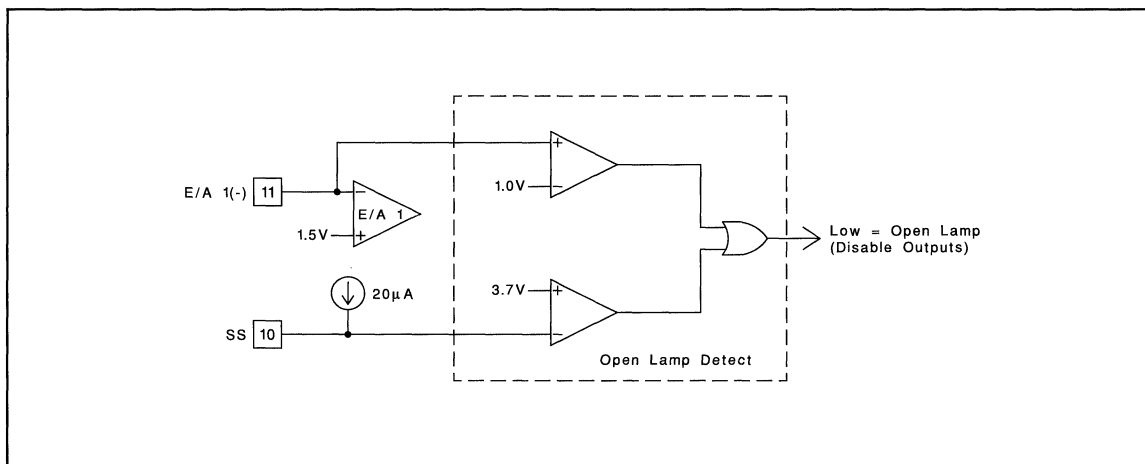 E/A 1(-) 11
E/A 1
1.5V
+
−
1.0V
+
−
20µA
SS 10
3.7V
+
−
Open Lamp Detect
Low = Open Lamp
(Disable Outputs)